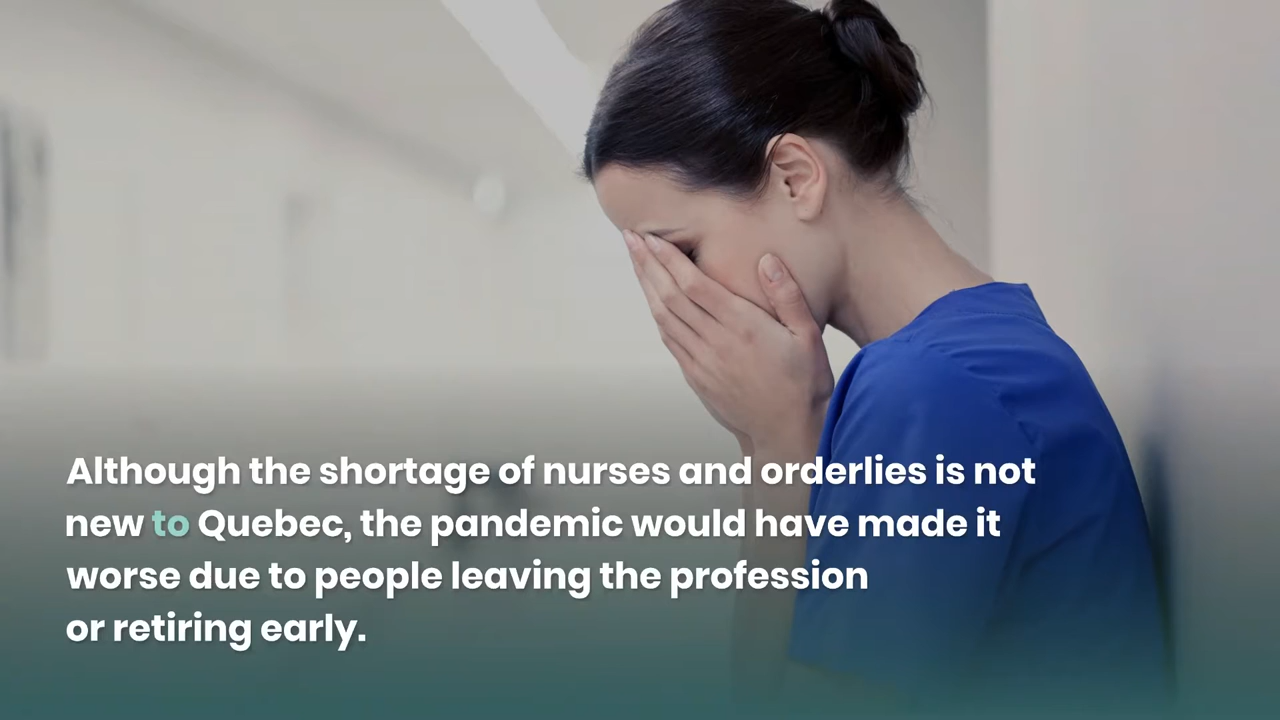 Although the shortage of nurses and orderlies is not
new to Quebec, the pandemic would have made it
worse due to people leaving the profession
or retiring early.